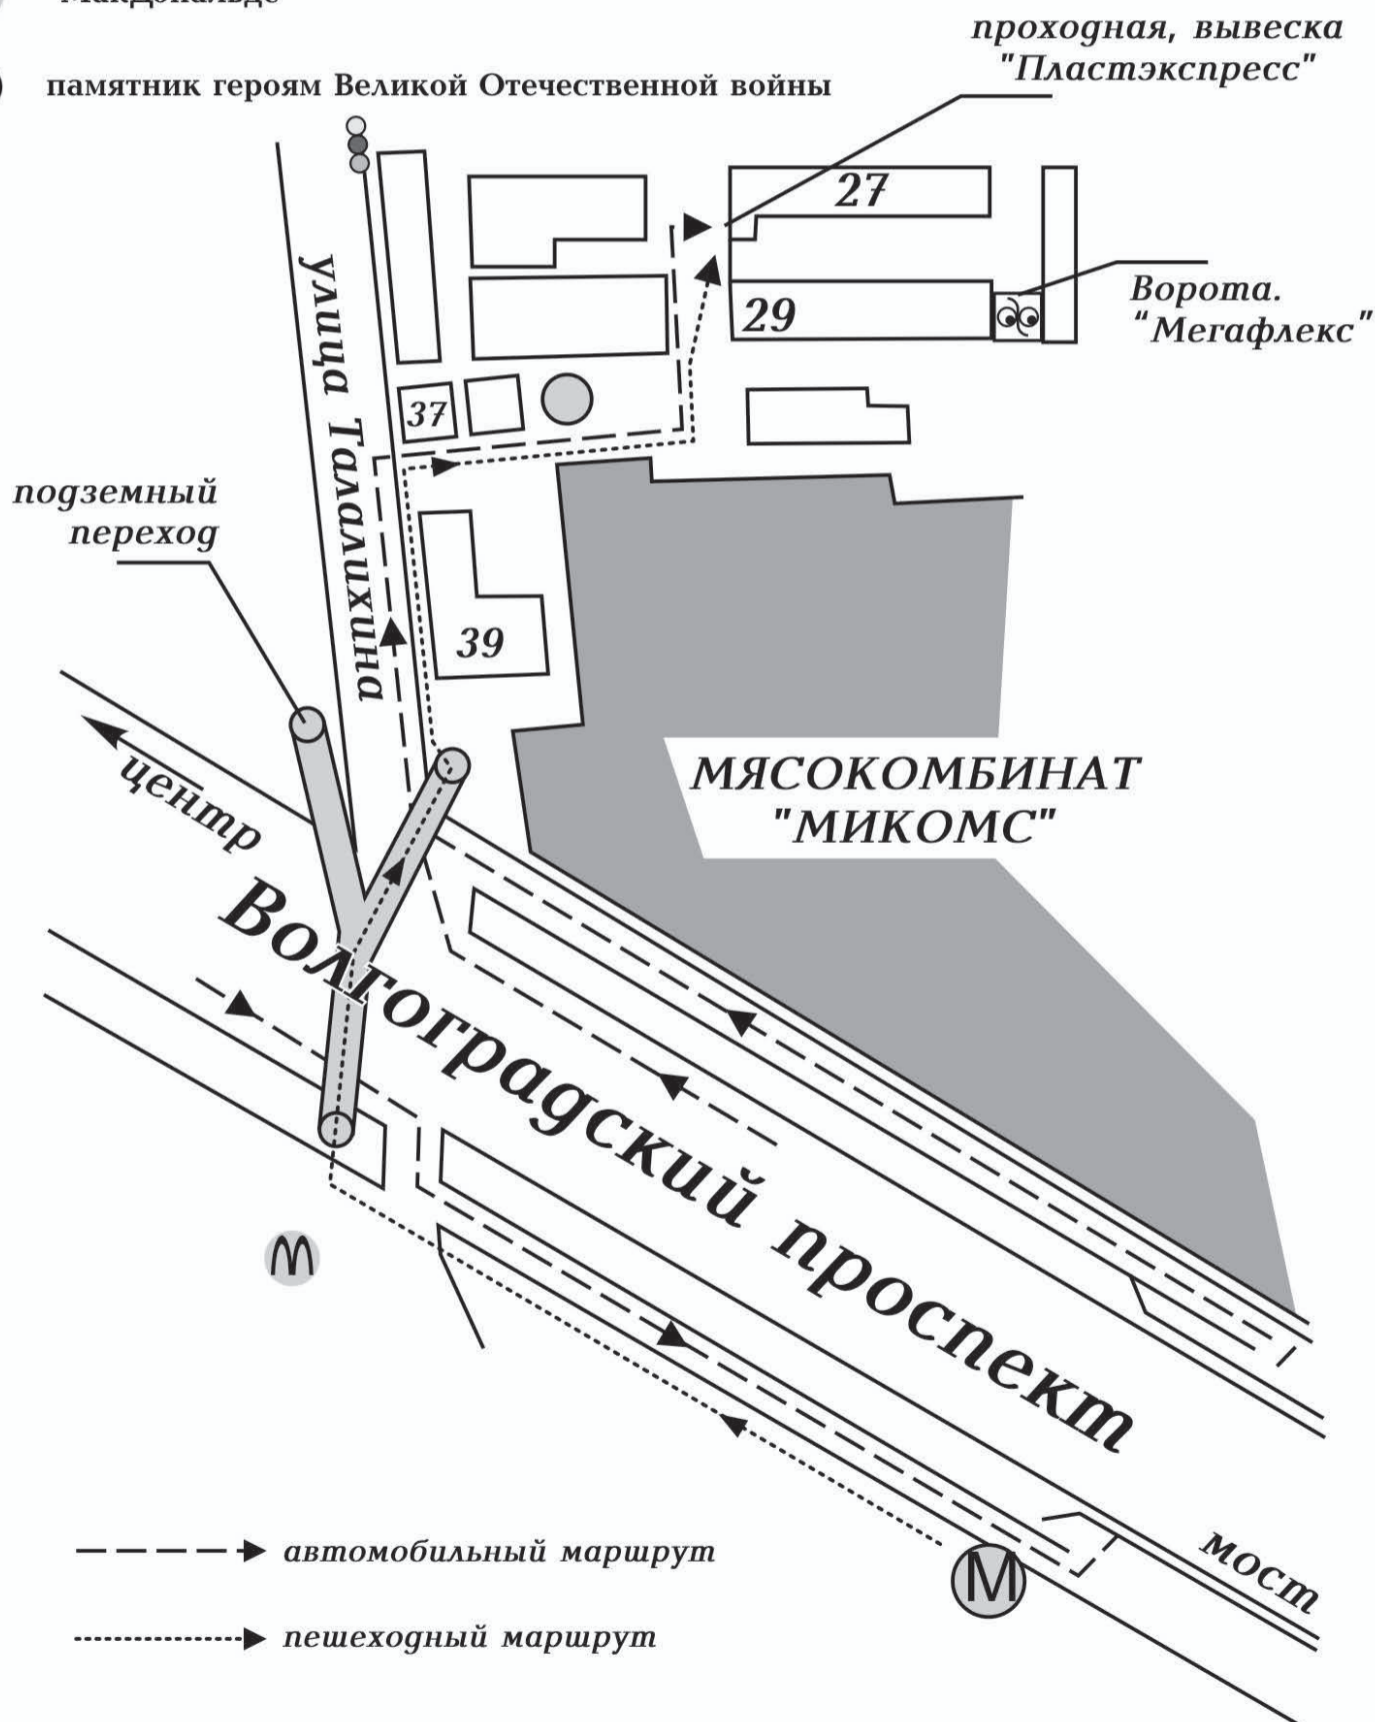 Макдональдс
памятник героям Великой Отечественной войны
проходная, вывеска
"Пластэкспресс"
27
29
Ворота.
“Мегафлекс”
37
улица Талалихина
подземный
переход
39
центр
МЯСОКОМБИНАТ
"МИКОМС"
Волгоградский проспект
M
мост
автомобильный маршрут
пешеходный маршрут